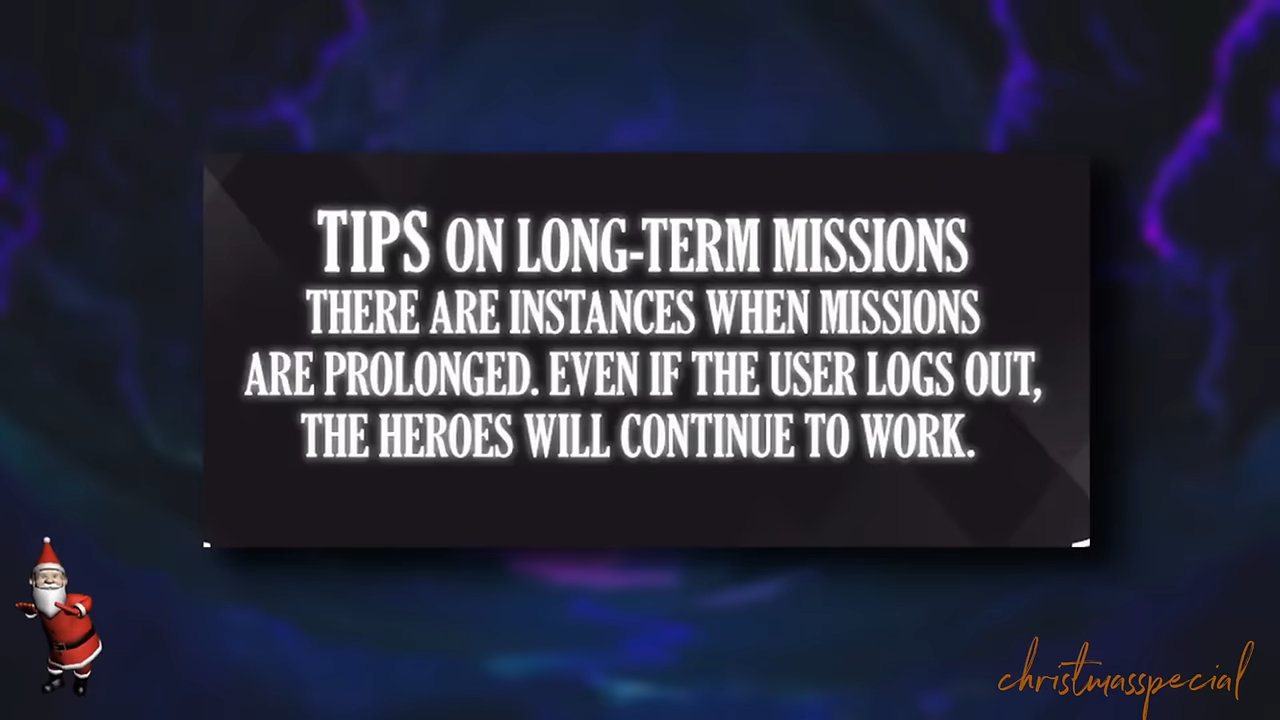 TIPS ON LONG-TERM MISSIONS
THERE ARE INSTANCES WHEN MISSIONS
ARE PROLONGED. EVEN IF THE USER LOGS OUT,
THE HEROES WILL CONTINUE TO WORK.
christmasspecial